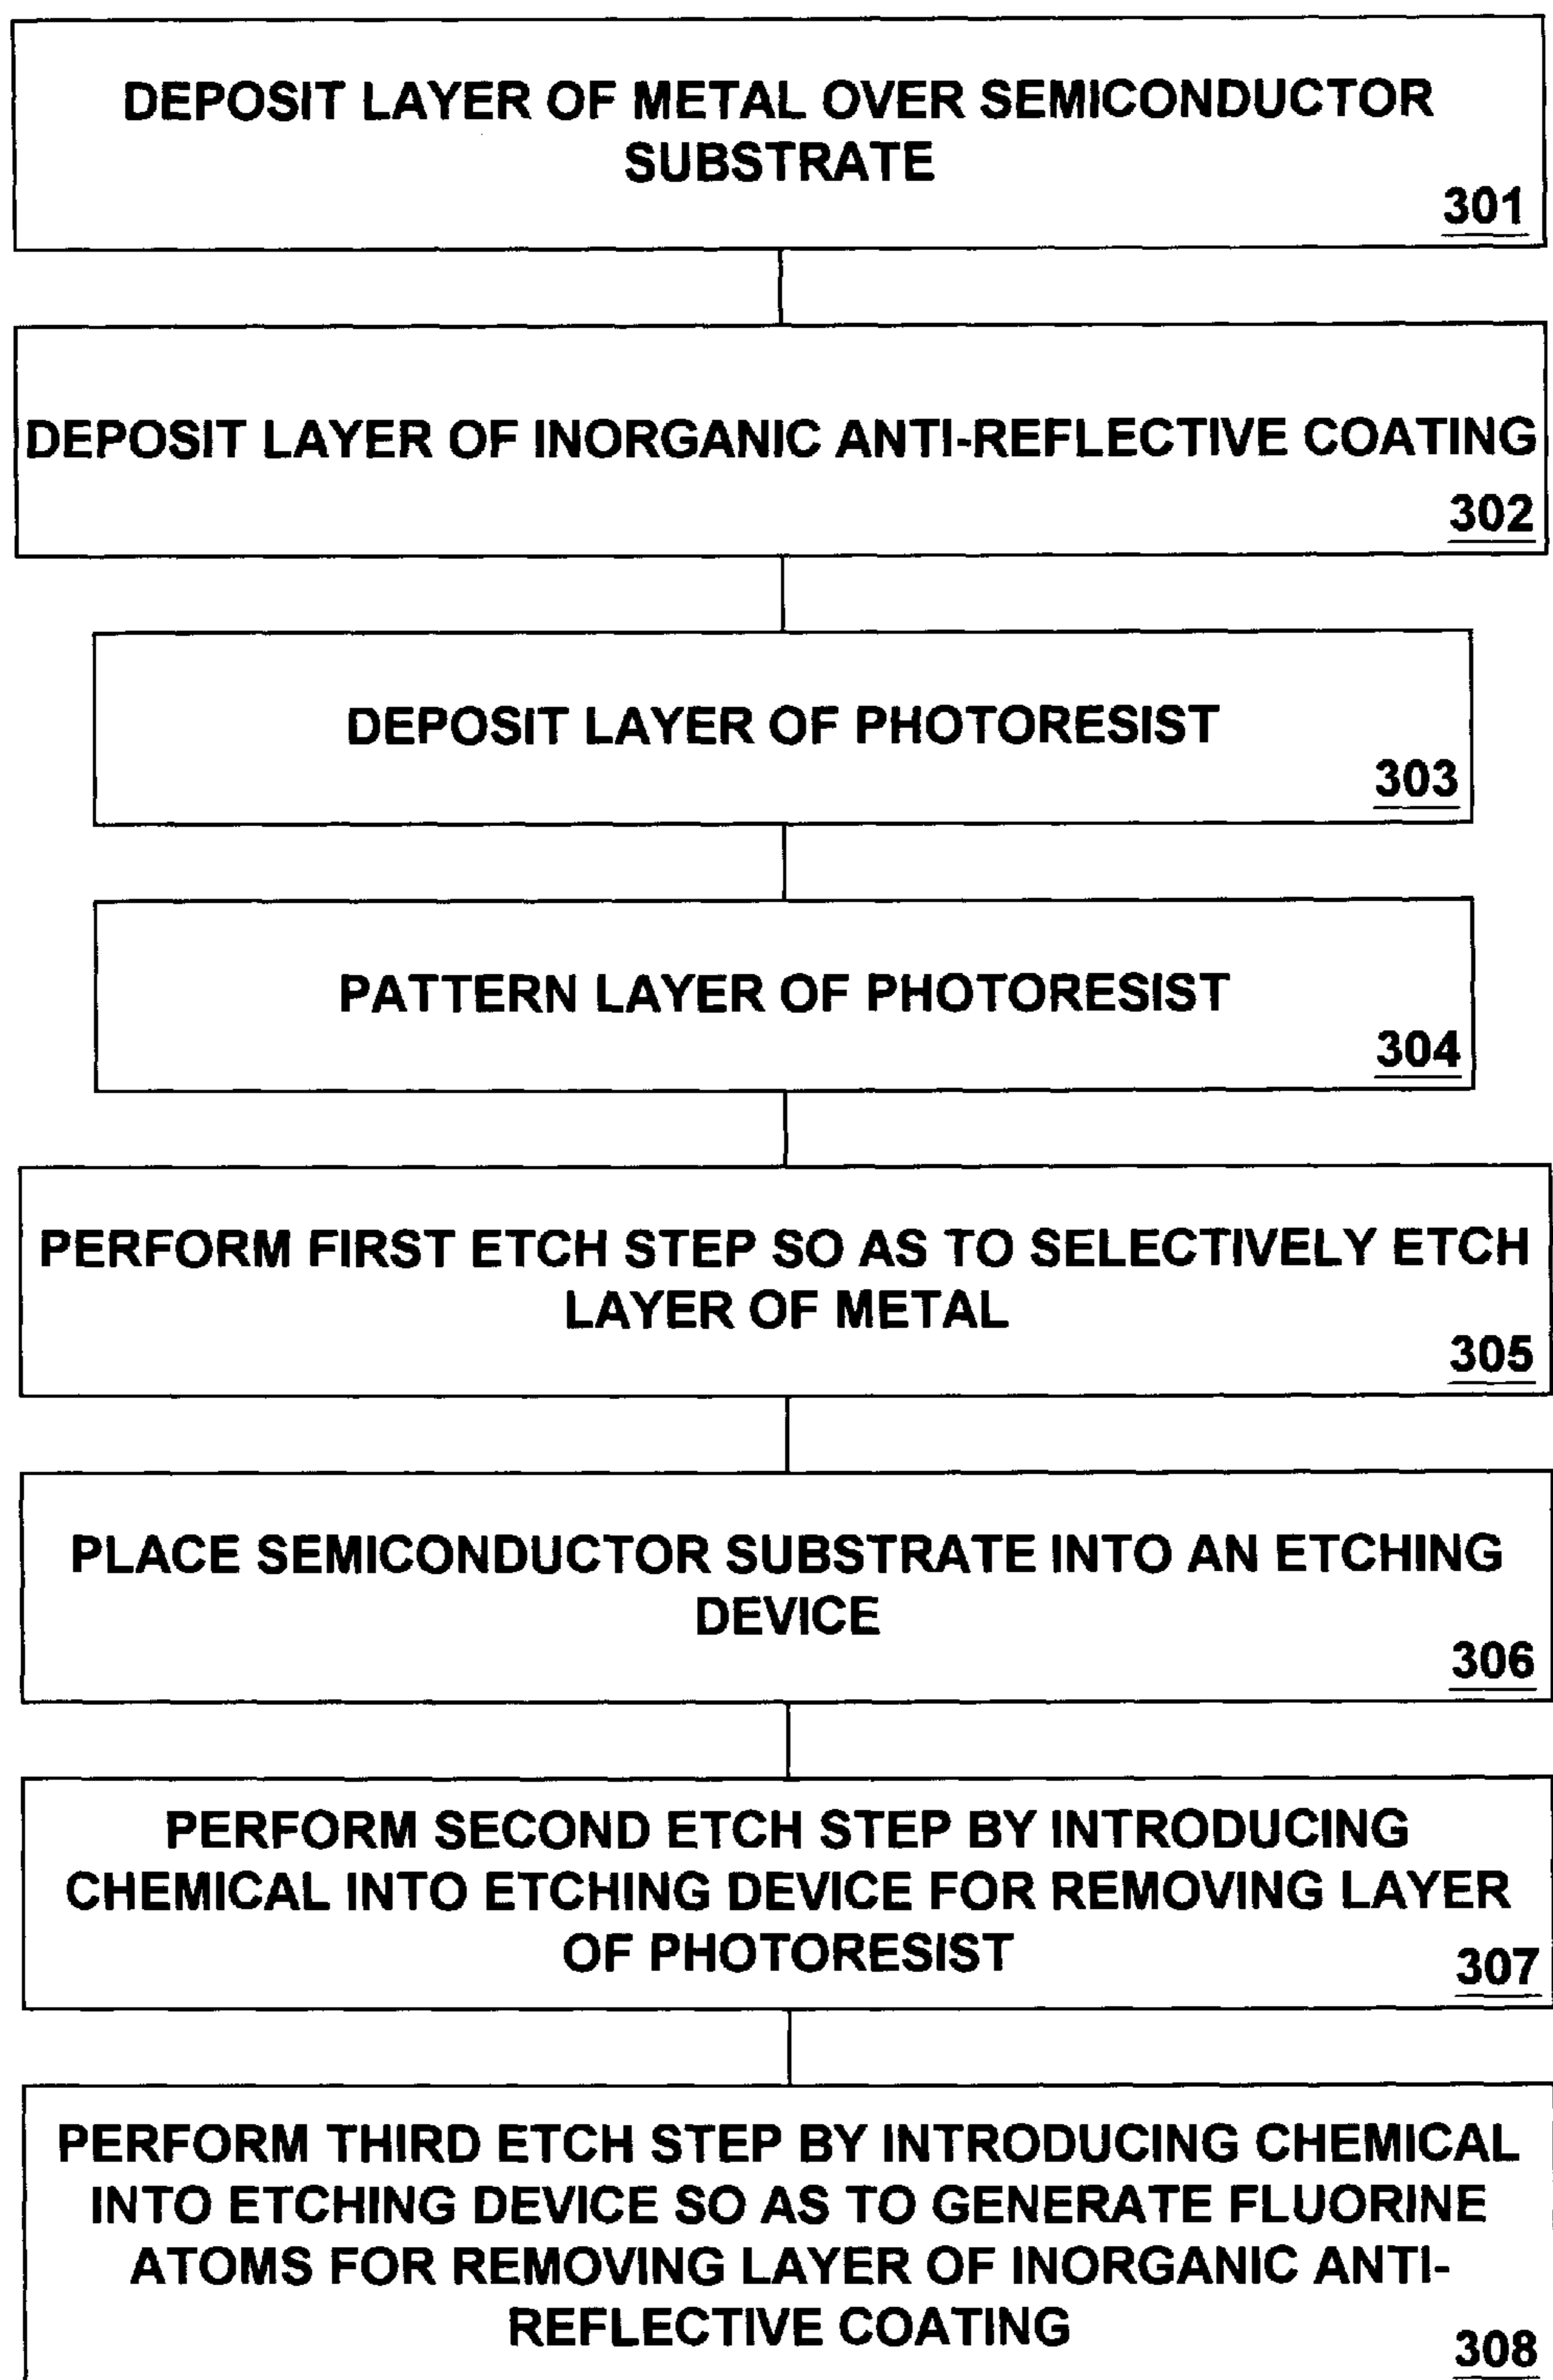 DEPOSIT LAYER OF METAL OVER SEMICONDUCTOR
SUBSTRATE
301
DEPOSIT LAYER OF INORGANIC ANTI-REFLECTIVE COATING
302
DEPOSIT LAYER OF PHOTORESIST
303
PATTERN LAYER OF PHOTORESIST
304
PERFORM FIRST ETCH STEP SO AS TO SELECTIVELY ETCH
LAYER OF METAL
305
PLACE SEMICONDUCTOR SUBSTRATE INTO AN ETCHING
DEVICE
306
PERFORM SECOND ETCH STEP BY INTRODUCING
CHEMICAL INTO ETCHING DEVICE FOR REMOVING LAYER
OF PHOTORESIST
307
PERFORM THIRD ETCH STEP BY INTRODUCING CHEMICAL
INTO ETCHING DEVICE SO AS TO GENERATE FLUORINE
ATOMS FOR REMOVING LAYER OF INORGANIC ANTI-
REFLECTIVE COATING
308